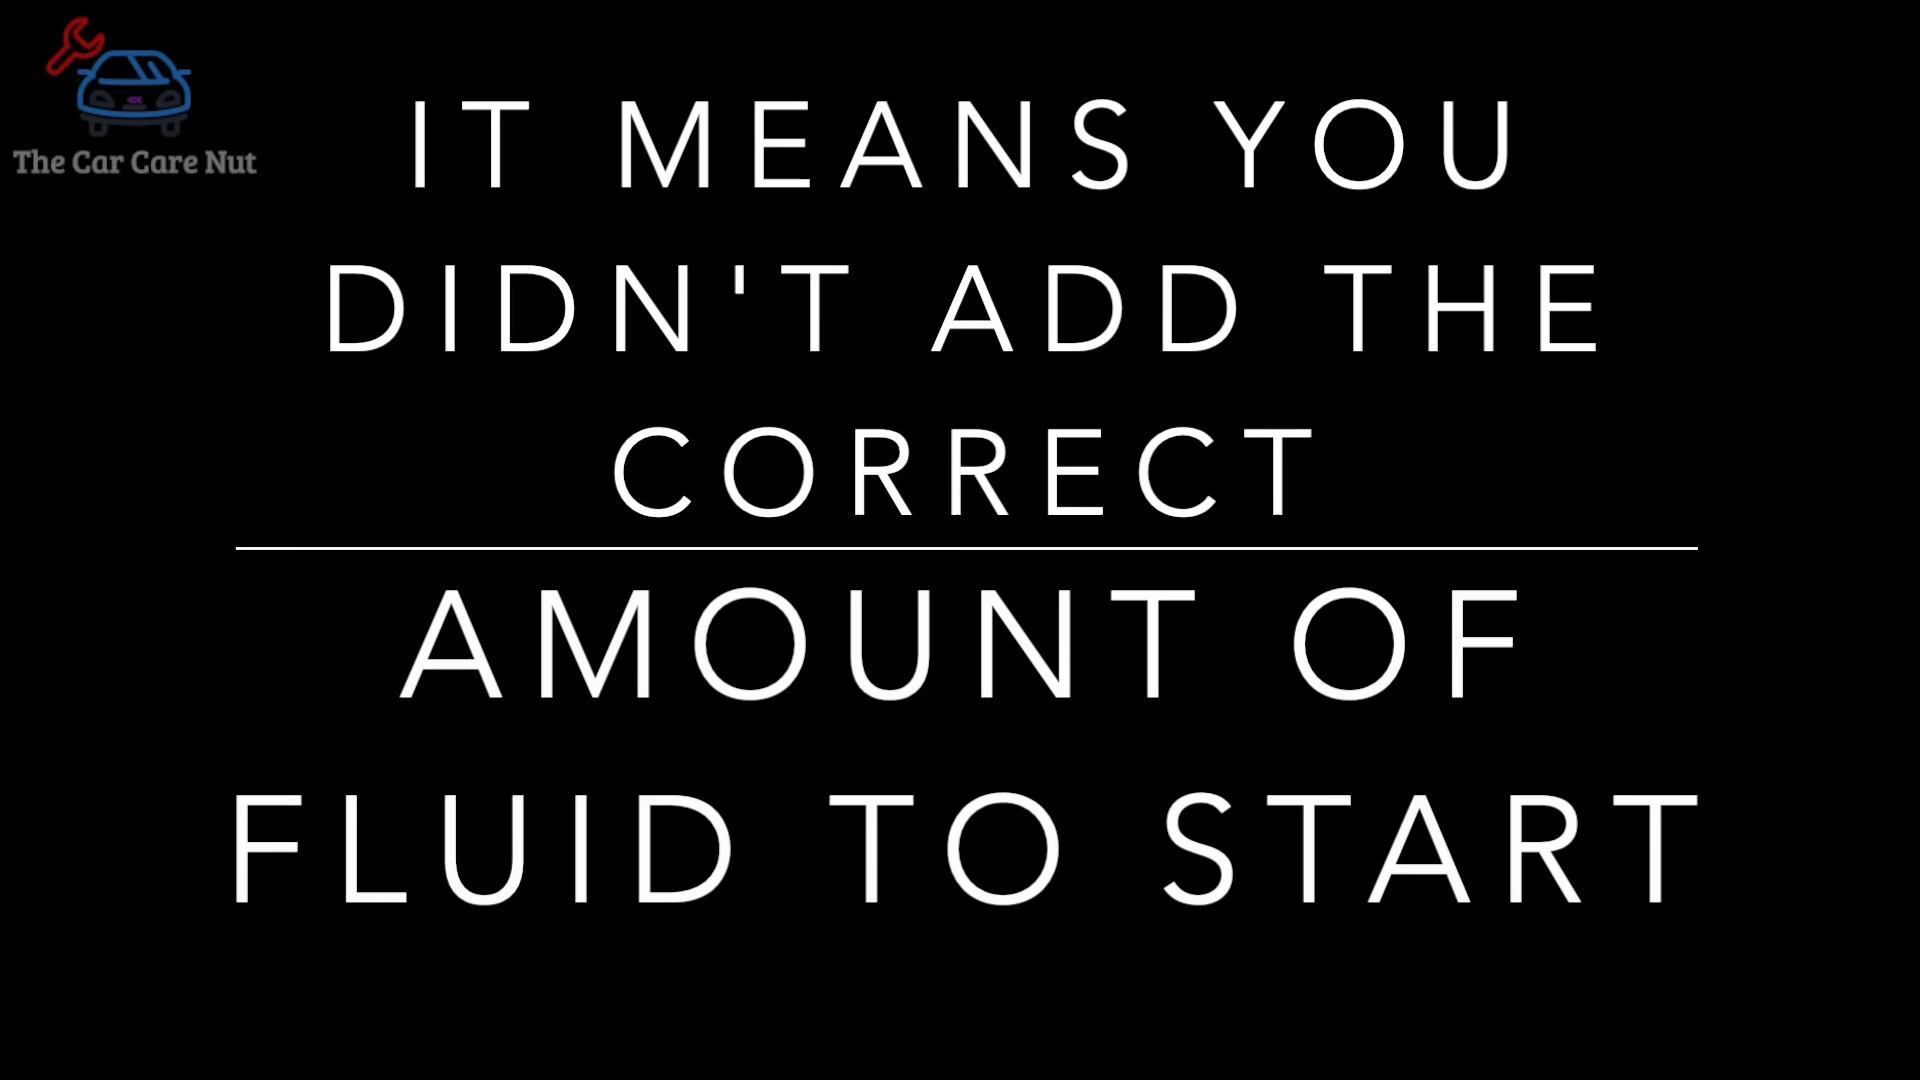 The Car Care Nut
IT MEANS YOU
DIDN'T ADD THE
CORRECT
AMOUNT OF
FLUID TO START